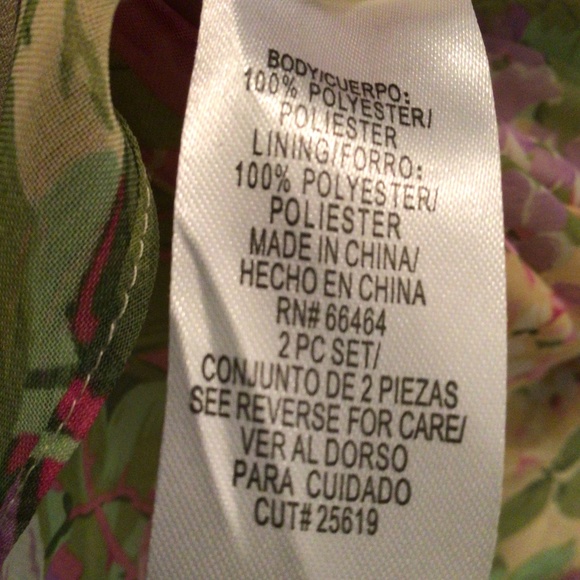 BODY/CUERPO:
100% POLYESTER/
POLIESTER
LINING/FORRO:
100% POLYESTER/
POLIESTER
MADE IN CHINA/
HECHO EN CHINA
RN# 66464
2 PC SET/
CONJUNTO DE 2 PIEZAS
SEE REVERSE FOR CARE/
VER AL DORSO
PARA CUIDADO
CUT# 25619